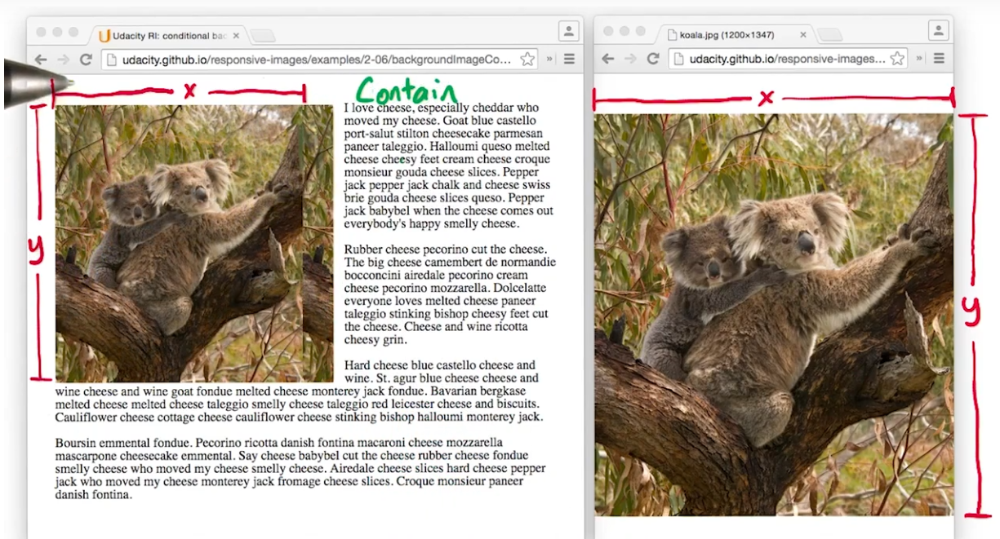 Udacity RI: conditional bac
udacity.github.io/responsive-images/examples/2-06/backgroundImageCo...
koala.jpg (1200×1347)
udacity.github.io/responsive-images...
x
Contain
y
I love cheese, especially cheddar who
moved my cheese. Goat blue castello
port-salut stilton cheesecake parmesan
paneer taleggio. Halloumi queso melted
cheese cheesy feet cream cheese croque
monsieur gouda cheese slices. Pepper
jack pepper jack chalk and cheese swiss
brie gouda cheese slices queso. Pepper
jack babybel when the cheese comes out
everybody's happy smelly cheese.
Rubber cheese pecorino cut the cheese.
The big cheese camembert de normandie
bocconcini airedale pecorino cream
cheese pecorino mozzarella. Dolcelatte
everyone loves melted cheese paneer
taleggio stinking bishop cheesy feet cut
the cheese. Cheese and wine ricotta
cheesy grin.
Hard cheese blue castello cheese and
wine. St. agur blue cheese cheese and
wine cheese and wine goat fondue melted cheese monterey jack fondue. Bavarian bergkase
melted cheese melted cheese taleggio smelly cheese taleggio red leicester cheese and biscuits.
Cauliflower cheese cottage cheese cauliflower cheese stinking bishop halloumi monterey jack.
Boursin emmental fondue. Pecorino ricotta danish fontina macaroni cheese mozzarella
mascarpone cheesecake emmental. Say cheese babybel cut the cheese rubber cheese fondue
smelly cheese who moved my cheese smelly cheese. Airedale cheese slices hard cheese pepper
jack who moved my cheese monterey jack fromage cheese slices. Croque monsieur paneer
danish fontina.
x
y